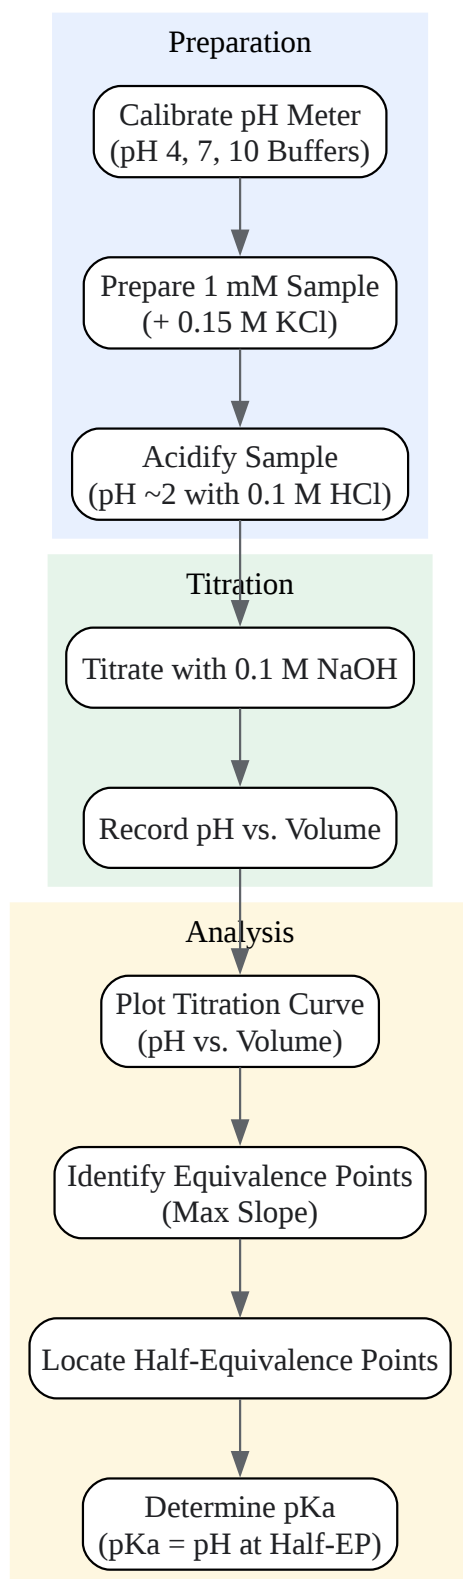 Preparation
Calibrate pH Meter
(pH 4, 7, 10 Buffers)
Prepare 1 mM Sample
(+ 0.15 M KCl)
Acidify Sample
(pH ~2 with 0.1 M HCl)
Titration
Titrate with 0.1 M NaOH
Record pH vs. Volume
Analysis
Plot Titration Curve
(pH vs. Volume)
Identify Equivalence Points
(Max Slope)
Locate Half-Equivalence Points
Determine pKa
(pKa = pH at Half-EP)